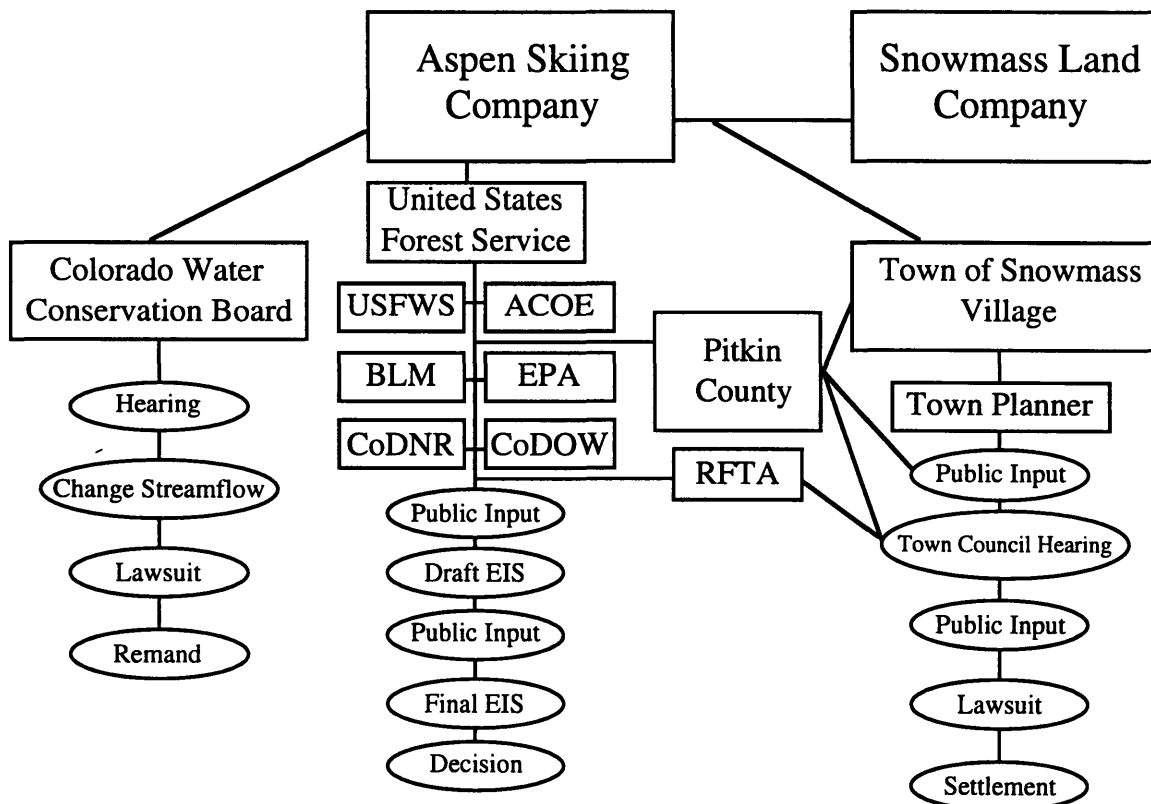 Aspen Skiing
Company
Snowmass Land
Company
United States
Forest Service
Colorado Water
Conservation Board
Town of Snowmass
Village
USFWS
ACOE
Pitkin
County
BLM
EPA
Town Planner
Hearing
CoDNR
CoDOW
RFTA
Public Input
Change Streamflow
Public Input
Town Council Hearing
Lawsuit
Draft EIS
Public Input
Public Input
Remand
Final EIS
Lawsuit
Decision
Settlement